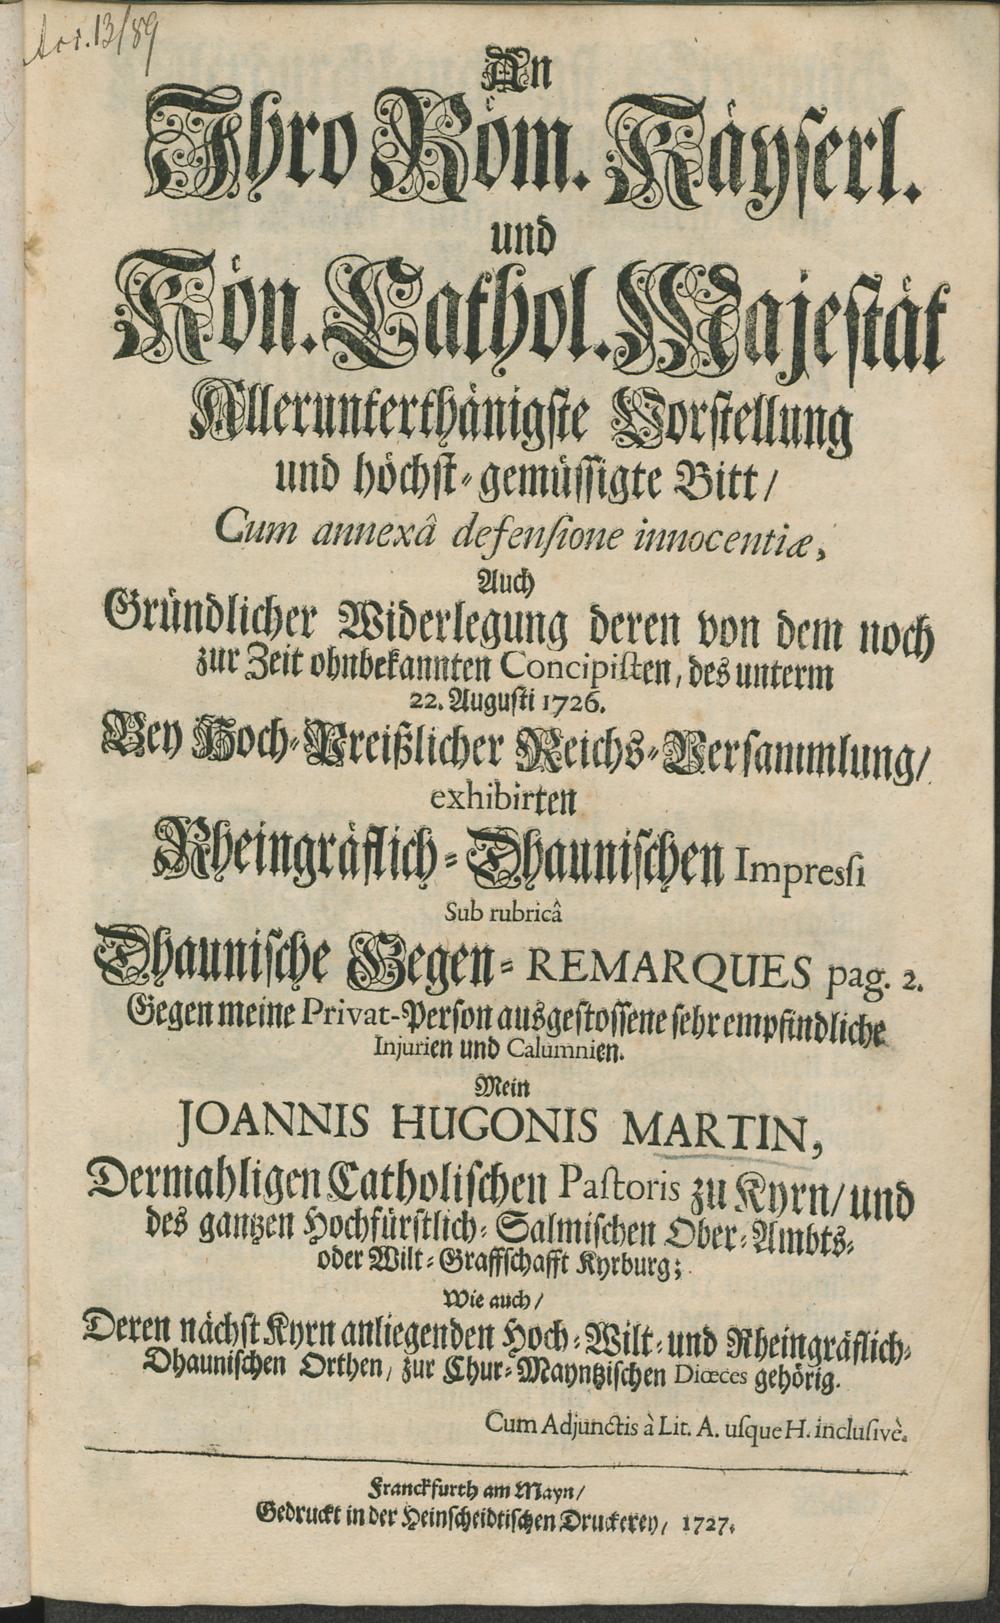 13/89
An
Ihro Röm. Käyserl.
und
Kön. Cathol. Majestät
Allerunterthänigste Vorstellung
und höchst-gemüssigte Bitt/
Cum annexâ defensione innocentiæ,
Auch
Gründlicher Widerlegung deren von dem noch
zur Zeit ohnbekannten Concipisten, des unterm
22. Augusti 1726.
Bey Hoch-Preißlicher Reichs-Versammlung/
exhibirten
Rheingräflich-Dhaunischen Impressi
Sub rubricâ
Dhaunische Gegen-REMARQUES pag. 2.
Gegen meine Privat-Person ausgestossene sehr empfindliche
Injurien und Calumnien.
Mein
JOANNIS HUGONIS MARTIN,
Dermahligen Catholischen Pastoris zu Kyrn/ und
des gantzen Hochfürstlich-Salmischen Ober-Ambts-
oder Wilt-Graffschafft Kyrburg;
Wie auch/
Deren nächst Kyrn anliegenden Hoch-Wilt-und Rheingräflich-
Dhaunischen Orthen, zur Chur-Mayntzischen Diœces gehörig.
Cum Adjunctis à Lit. A. usque H. inclusivè.
Franckfurth am Mayn/
Gedruckt in der Heinscheidtischen Druckerey, 1727.